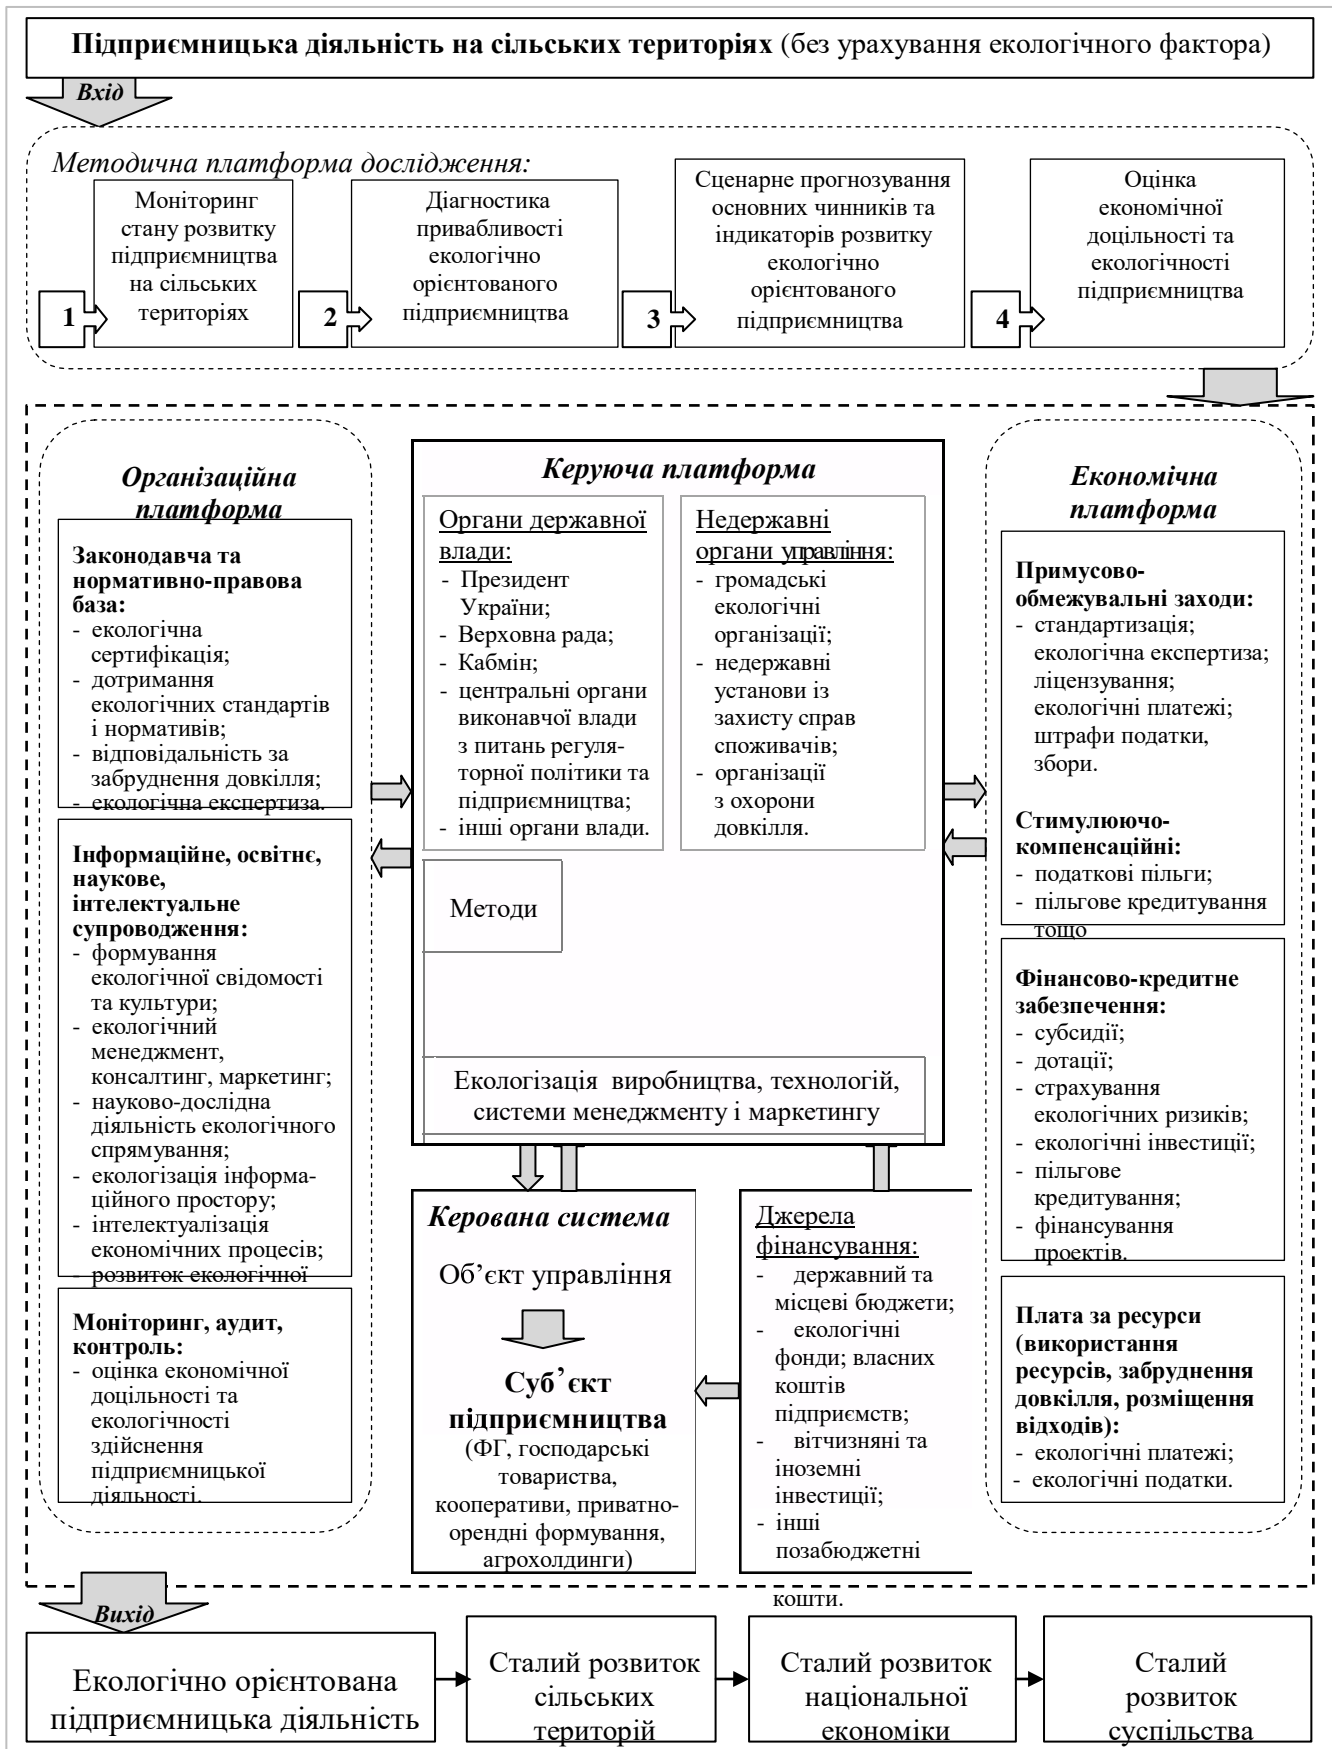 Підприємницька діяльність на сільських територіях (без урахування екологічного фактора)
Вхід
Методична платформа дослідження:
1
Моніторинг
стану розвитку
підприємництва
на сільських
територіях
2
Діагностика
привабливості
екологічно
орієнтованого
підприємництва
3
Сценарне прогнозування
основних чинників та
індикаторів розвитку
екологічно
орієнтованого
підприємництва
4
Оцінка
економічної
доцільності та
екологічності
підприємництва
Організаційна
платформа
Законодавча та
нормативно-правова
база:
- екологічна
сертифікація;
- дотримання
екологічних стандартів
і нормативів;
- відповідальність за
забруднення довкілля;
- екологічна експертиза.
Інформаційне, освітнє,
наукове,
інтелектуальне
супроводження:
- формування
екологічної свідомості
та культури;
- екологічний
менеджмент,
консалтинг, маркетинг;
- науково-дослідна
діяльність екологічного
спрямування;
- екологізація інформа-
ційного простору;
- інтелектуалізація
економічних процесів;
- розвиток екологічної
Моніторинг, аудит,
контроль:
- оцінка економічної
доцільності та
екологічності
здійснення
підприємницької
діяльності.
Керуюча платформа
Органи державної
влади:
- Президент
України;
- Верховна рада;
- Кабмін;
- центральні органи
виконавчої влади
з питань регуля-
торної політики та
підприємництва;
- інші органи влади.
Недержавні
органи управління:
- громадські
екологічні
організації;
- недержавні
установи із
захисту справ
споживачів;
- організації
з охорони
довкілля.
Методи
Екологізація виробництва, технологій,
системи менеджменту і маркетингу
Керована система
Об’єкт управління
Суб’єкт
підприємництва
(ФГ, господарські
товариства,
кооперативи, приватно-
орендні формування,
агрохолдинги)
Джерела
фінансування:
- державний та
місцеві бюджети;
- екологічні
фонди; власних
коштів
підприємств;
- вітчизняні та
іноземні
інвестиції;
- інші
позабюджетні
кошти.
Економічна
платформа
Примусово-
обмежувальні заходи:
- стандартизація;
екологічна експертиза;
ліцензування;
екологічні платежі;
штрафи податки,
збори.
Стимулюючо-
компенсаційні:
- податкові пільги;
- пільгове кредитування
тощо
Фінансово-кредитне
забезпечення:
- субсидії;
- дотації;
- страхування
екологічних ризиків;
- екологічні інвестиції;
- пільгове
кредитування;
- фінансування
проектів.
Плата за ресурси
(використання
ресурсів, забруднення
довкілля, розміщення
відходів):
- екологічні платежі;
- екологічні податки.
Вихід
Екологічно орієнтована
підприємницька діяльність
Сталий розвиток
сільських
територій
Сталий розвиток
національної
економіки
Сталий
розвиток
суспільства